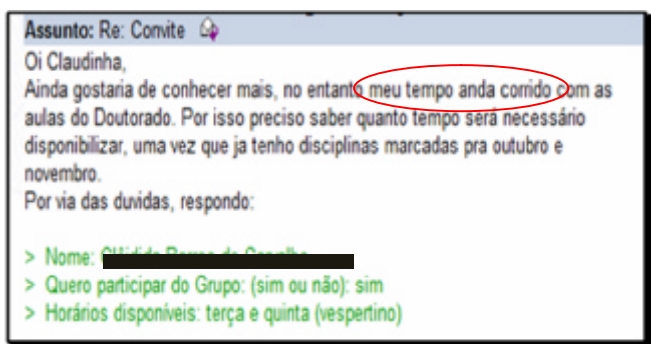 Assunto: Re: Convite
Oi Claudinha,
Ainda gostaria de conhecer mais, no entanto meu tempo anda corrido com as
aulas do Doutorado. Por isso preciso saber quanto tempo será necessário
disponibilizar, uma vez que ja tenho disciplinas marcadas pra outubro e
novembro.
Por via das duvidas, respondo:
> Nome:
> Quero participar do Grupo: (sim ou não): sim
> Horários disponíveis: terça e quinta (vespertino)